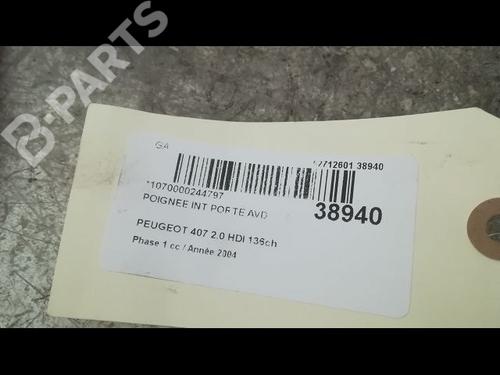 B-PARTS
GA
12601 38940
*1070000244797
POIGNEE INT PORTE AVD
38940
PEUGEOT 407 2.0 HDI 136ch
Phase 1 cc / Année 2004